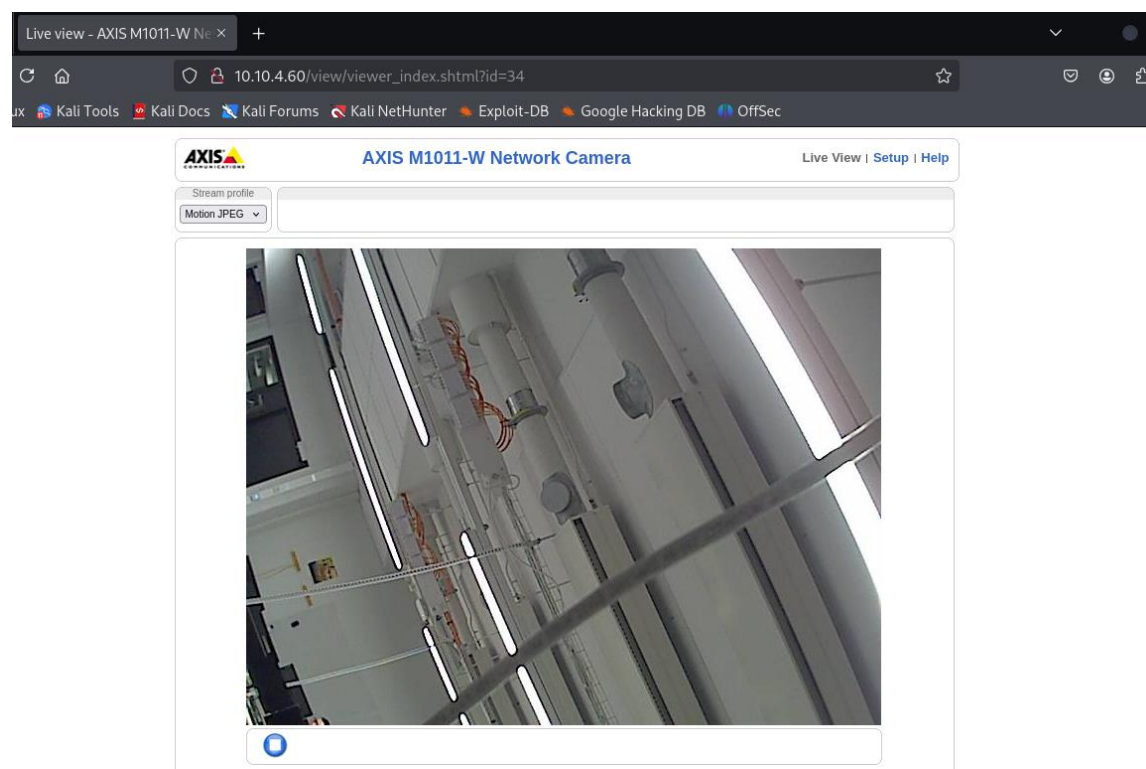 Live view - AXIS M1011-W Ne
10.10.4.60/view/viewer_index.shtml?id=34
ux Kali Tools Kali Docs Kali Forums Kali NetHunter Exploit-DB Google Hacking DB OffSec
AXIS
COMMUNICATIONS
AXIS M1011-W Network Camera
Live View | Setup | Help
Stream profile
Motion JPEG